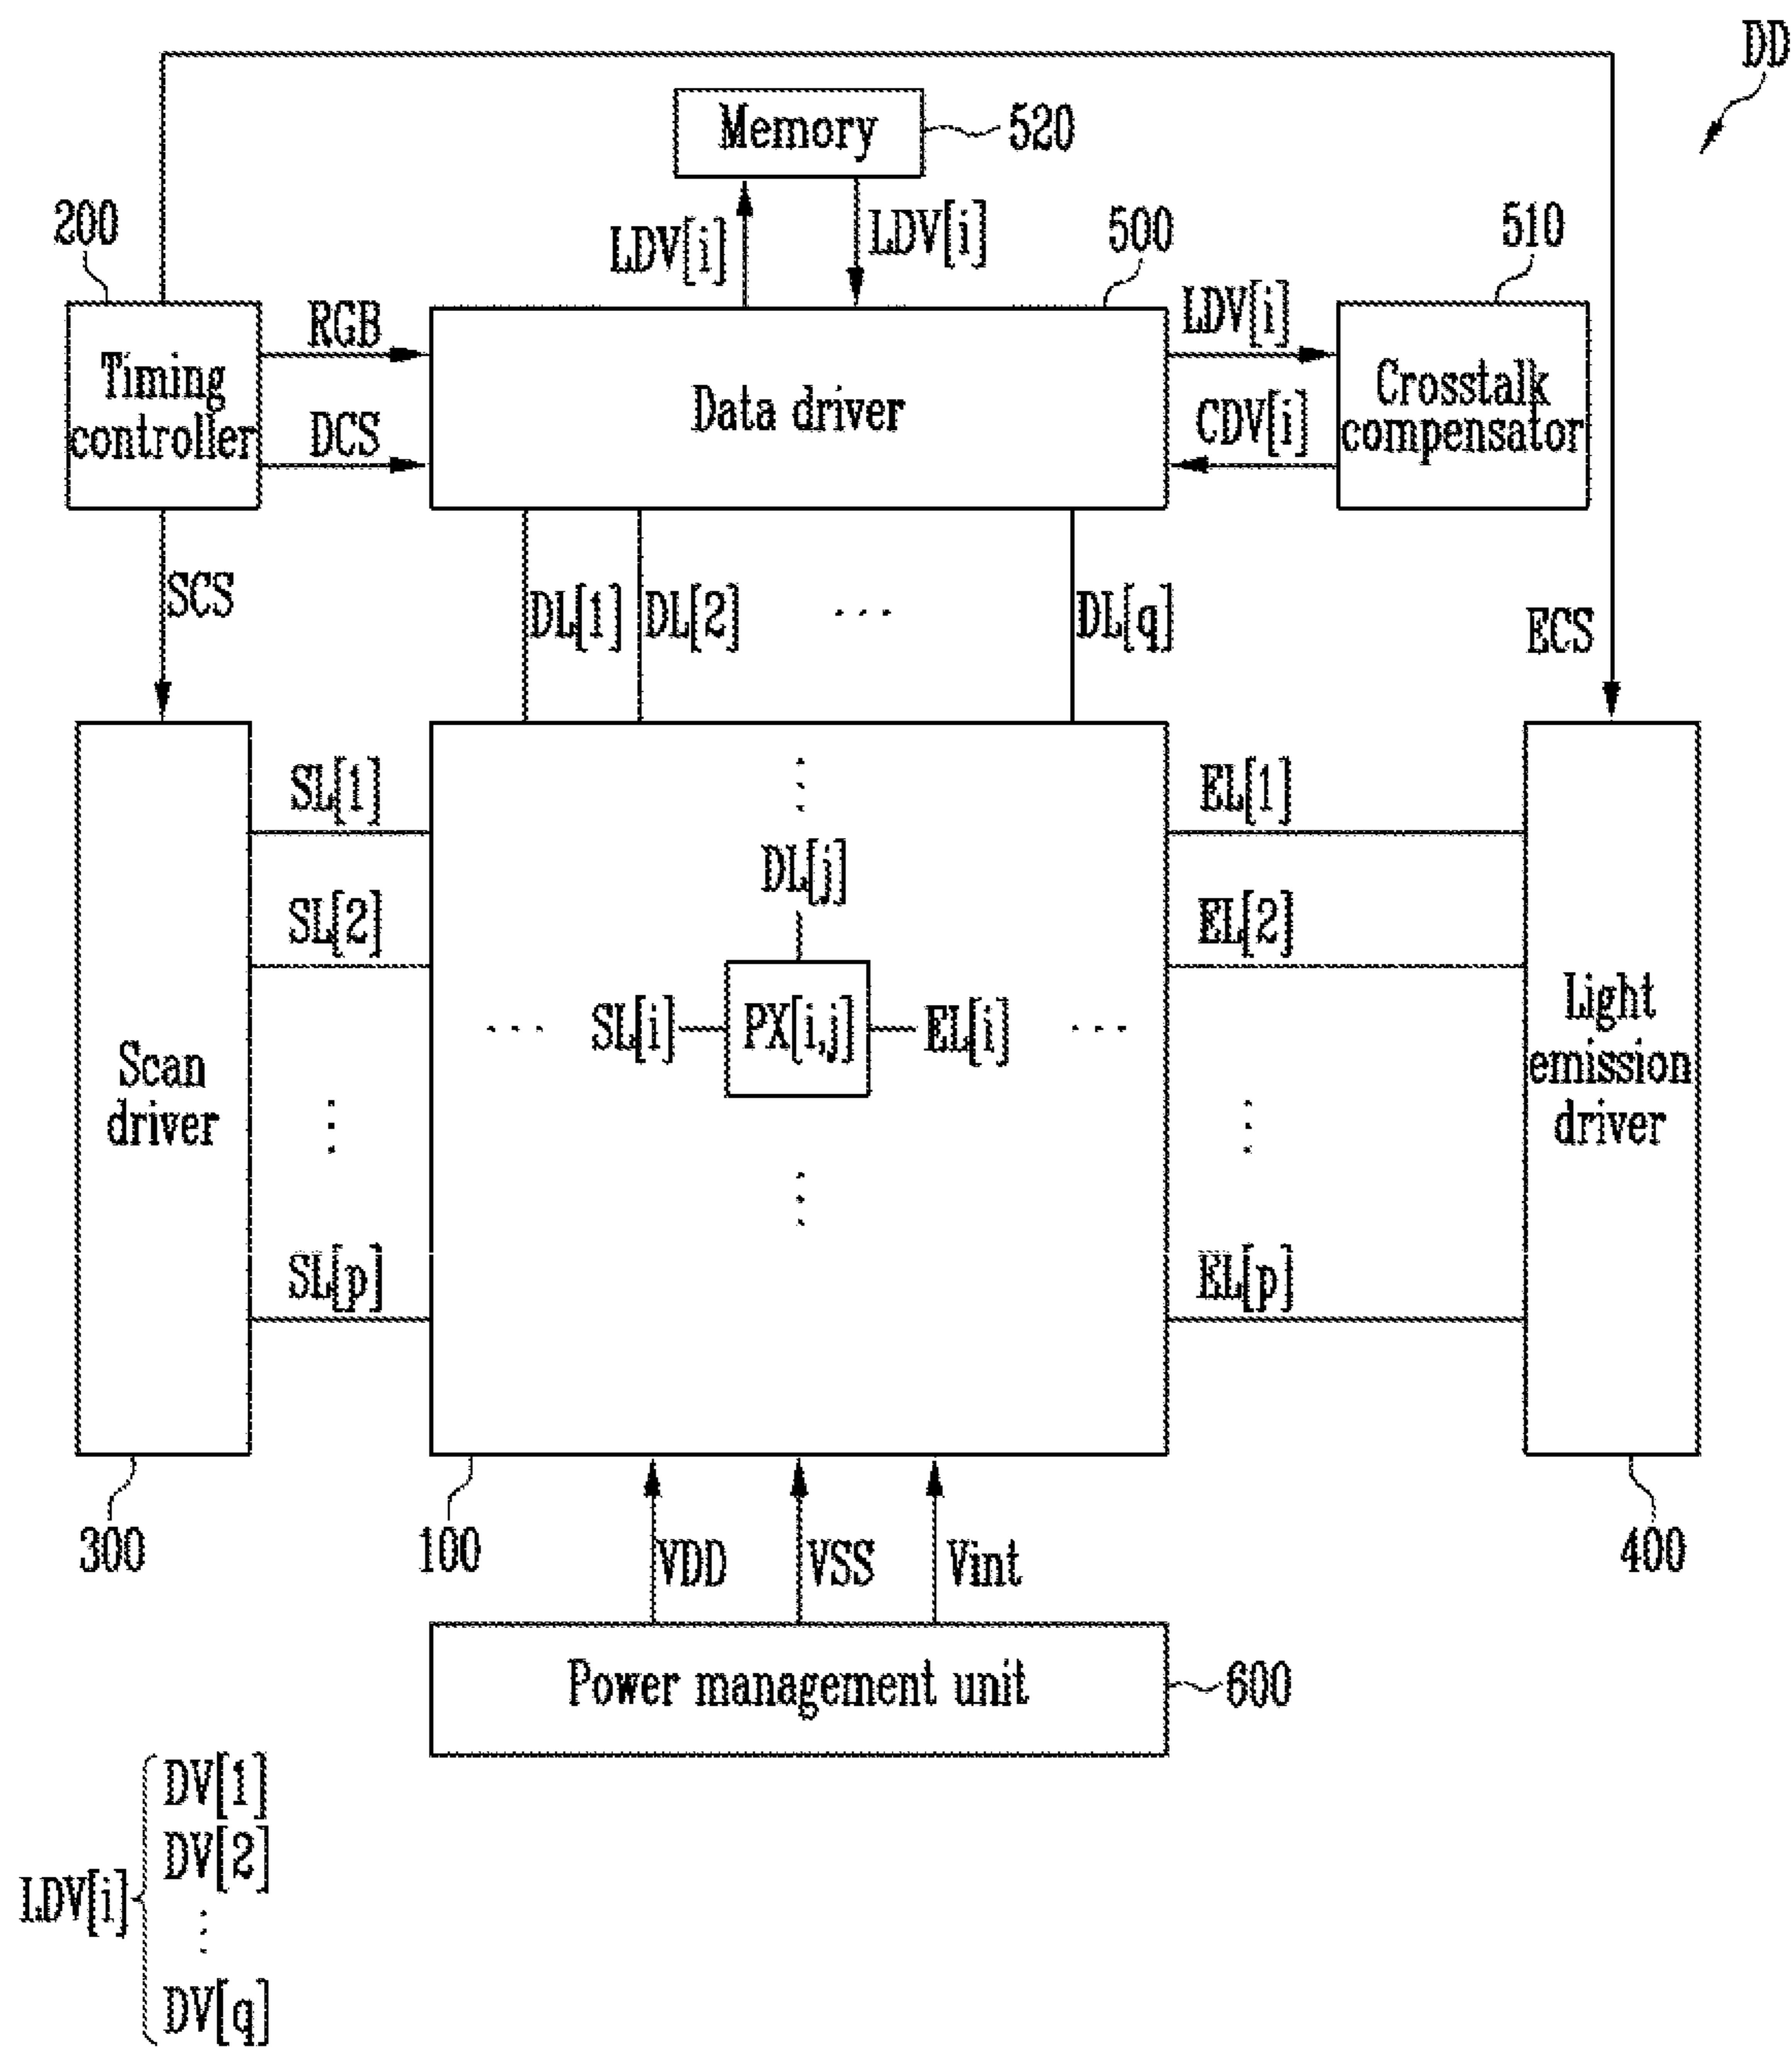 DD
Memory
520
200
LDV[i]
LDV[i]
500
510
RGB
LDV[i]
Timing
controller
Data driver
Crosstalk
compensator
DCS
CDV[i]
SCS
DL[1]
DL[2]
...
DL[q]
ECS
SL[1]
EL[1]
DL[j]
SL[2]
EL[2]
... SL[i] PX[i,j] EL[i] ...
Scan
driver
Light
emission
driver
SL[p]
EL[p]
300
100
VDD
VSS
Vint
400
Power management unit
600
LDV[i]
DV[1]
DV[2]
DV[q]